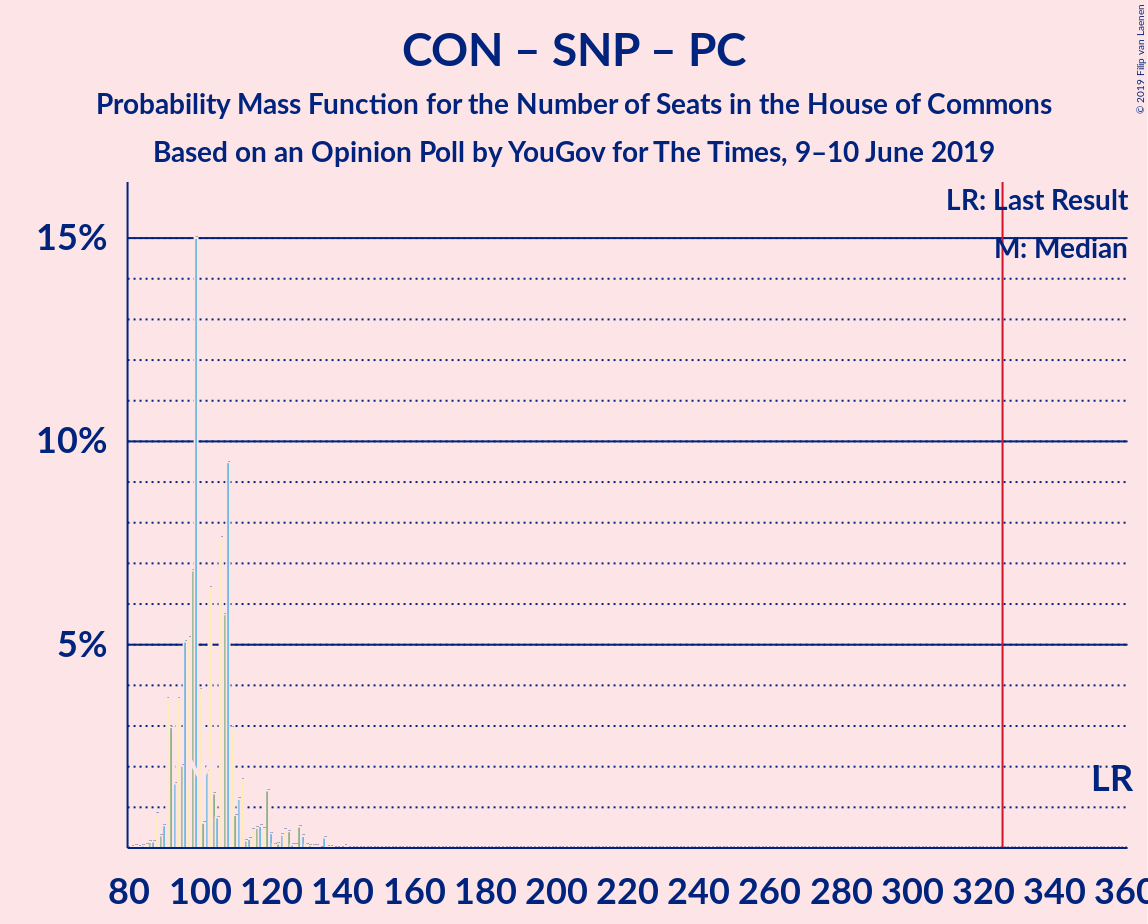 CON – SNP – PC
Probability Mass Function for the Number of Seats in the House of Commons
Based on an Opinion Poll by YouGov for The Times, 9–10 June 2019
© 2019 Filip van Laenen
LR: Last Result
M: Median
15%
10%
5%
LR
80 100 120 140 160 180 200 220 240 260 280 300 320 340 360